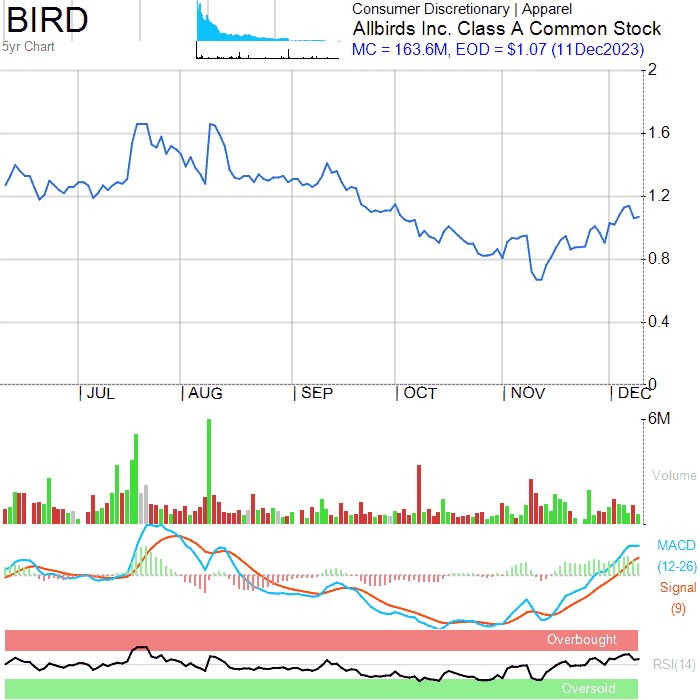 BIRD
5yr Chart
Consumer Discretionary | Apparel
Allbirds Inc. Class A Common Stock
MC = 163.6M, EOD = $1.07 (11Dec2023)
2
1.6
1.2
0.8
0.4
0
| JUL | AUG | SEP | OCT | NOV | DEC
6M
Volume
MACD
(12-26)
Signal
(9)
Overbought
RSI(14)
Oversold